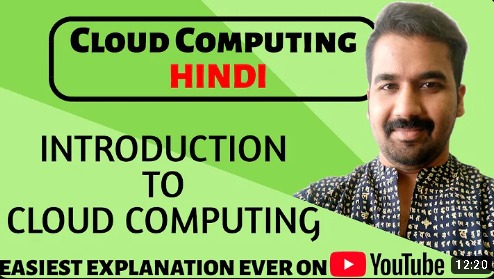 CLOUD COMPUTING
HINDI
INTRODUCTION
TO
CLOUD COMPUTING
EASIEST EXPLANATION EVER ON YouTube 12:20